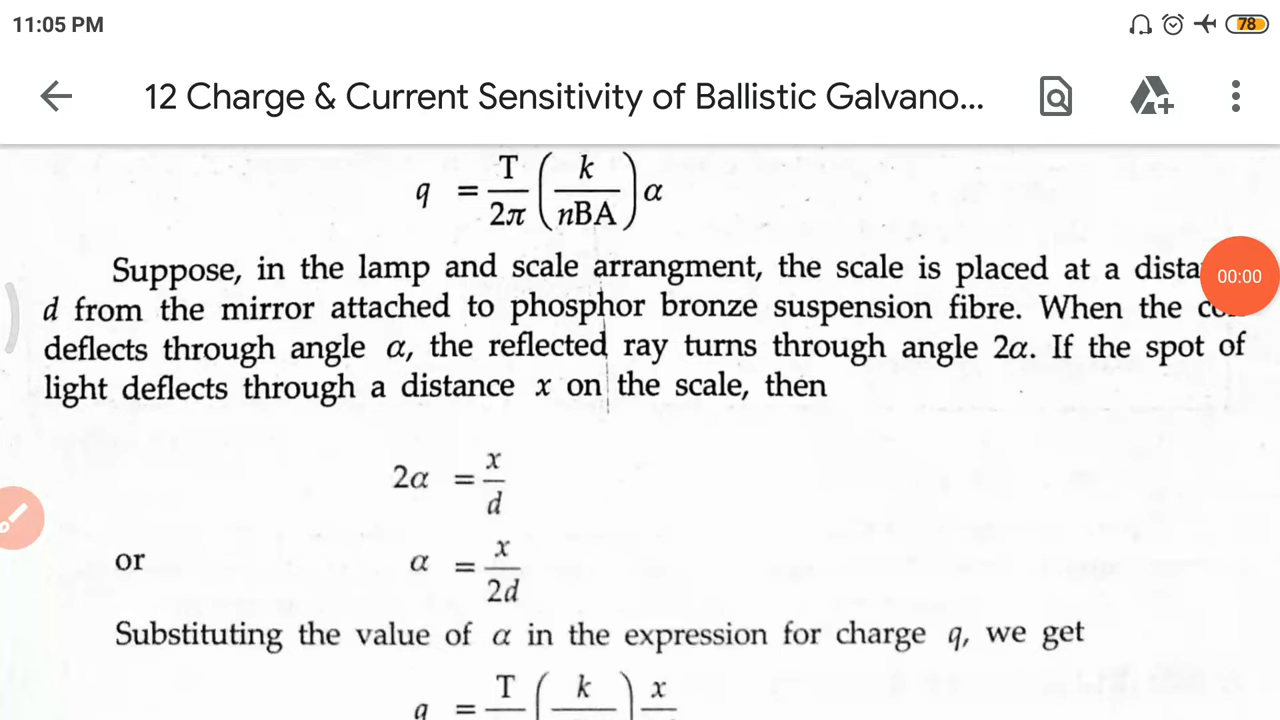 11:05 PM
78
12 Charge & Current Sensitivity of Ballistic Galvano...
q = T/2π (k/nBA) α
Suppose, in the lamp and scale arrangment, the scale is placed at a
00:00
d from the mirror attached to phosphor bronze suspension fibre. When the
deflects through angle α, the reflected ray turns through angle 2α. If the spot of
light deflects through a distance x on the scale, then
2α = x/d
or α = x/2d
Substituting the value of α in the expression for charge q, we get
q = T ( k ) x